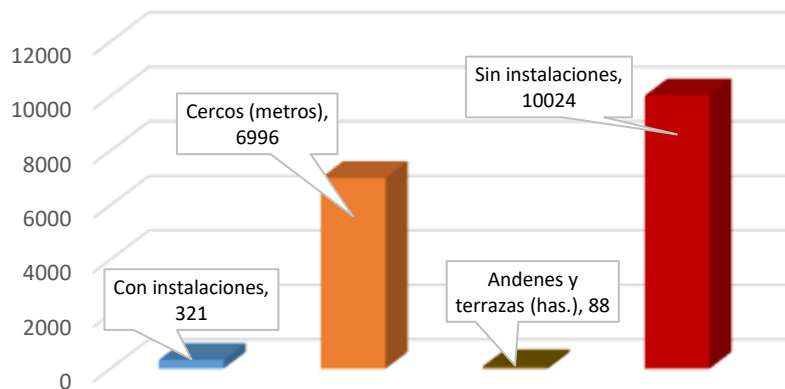 12000
10000
8000
6000
4000
2000
0
Con instalaciones,
321
Cercos (metros),
6996
Andenes y
terrazas (has.), 88
Sin instalaciones,
10024